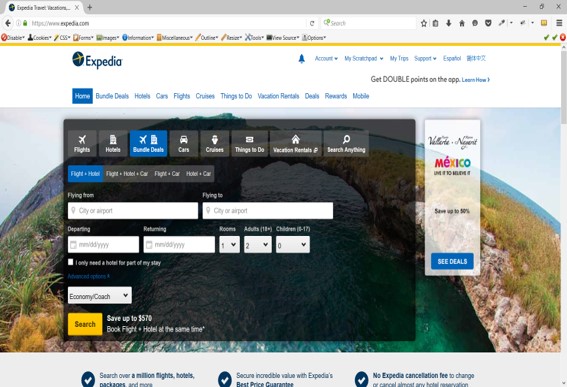 Expedia Travel: Vacations,...
https://www.expedia.com
Search
Disable Cookies CSS Forms Images Information Miscellaneous Outline Resize Tools View Source Options
Expedia
Account My Scratchpad My Trips Support Español
Get DOUBLE points on the app. Learn How
Home Bundle Deals Hotels Cars Flights Cruises Things to Do Vacation Rentals Deals Rewards Mobile
Flights Hotels Bundle Deals Cars Cruises Things to Do Vacation Rentals Search Anything
Flight + Hotel Flight + Hotel + Car Flight + Car Hotel + Car
Flying from Flying to
City or airport City or airport
Departing Returning Rooms Adults (18+) Children (0-17)
mm/dd/yyyy mm/dd/yyyy 1 2 0
I only need a hotel for part of my stay
Advanced options
Economy/Coach
Search
Save up to $570
Book Flight + Hotel at the same time*
Vallarta Nayarit
MÉXICO
LIVE IT TO BELIEVE IT
Save up to 50%
SEE DEALS
Search over a million flights, hotels,
packages, and more
Secure incredible value with Expedia's
Best Price Guarantee
No Expedia cancellation fee to change
or cancel almost any hotel reservation